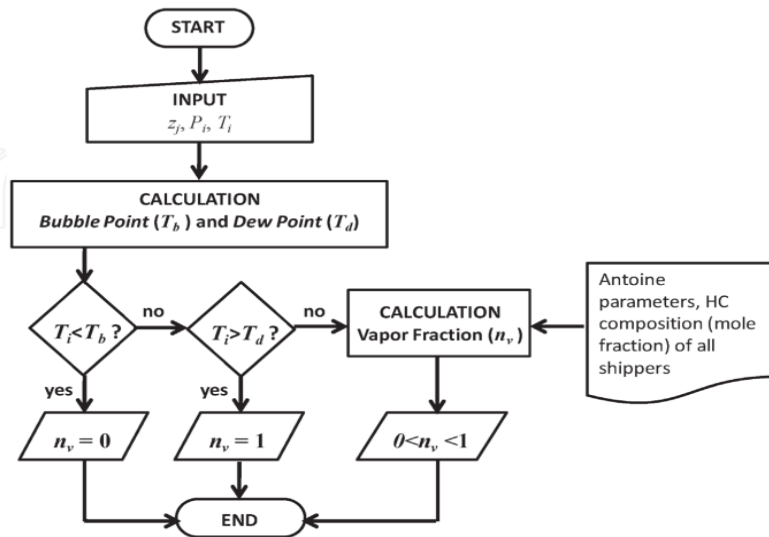 START
INPUT
z_j, P_i, T_i
CALCULATION
Bubble Point (T_b) and Dew Point (T_d)
T_i<T_b ?
no
T_i>T_d ?
no
CALCULATION
Vapor Fraction (n_v)
Antoine
parameters, HC
composition (mole
fraction) of all
shippers
yes
yes
n_v = 0
n_v = 1
0<n_v <1
END